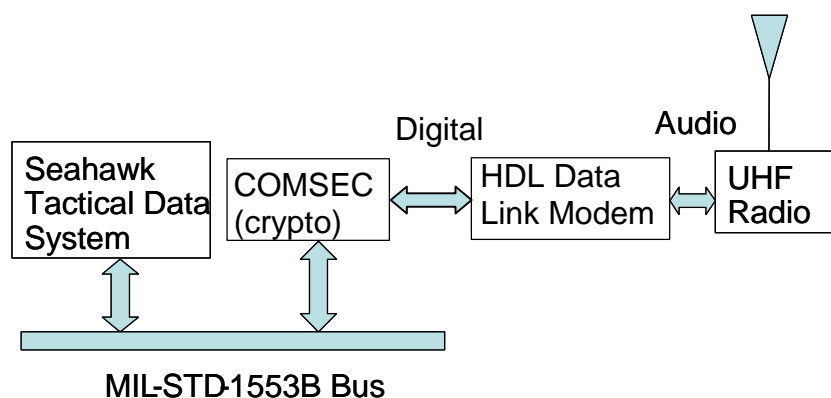 Digital
Audio
Seahawk
Tactical Data
System
COMSEC
(crypto)
HDL Data
Link Modem
UHF
Radio
MIL-STD-1553B Bus